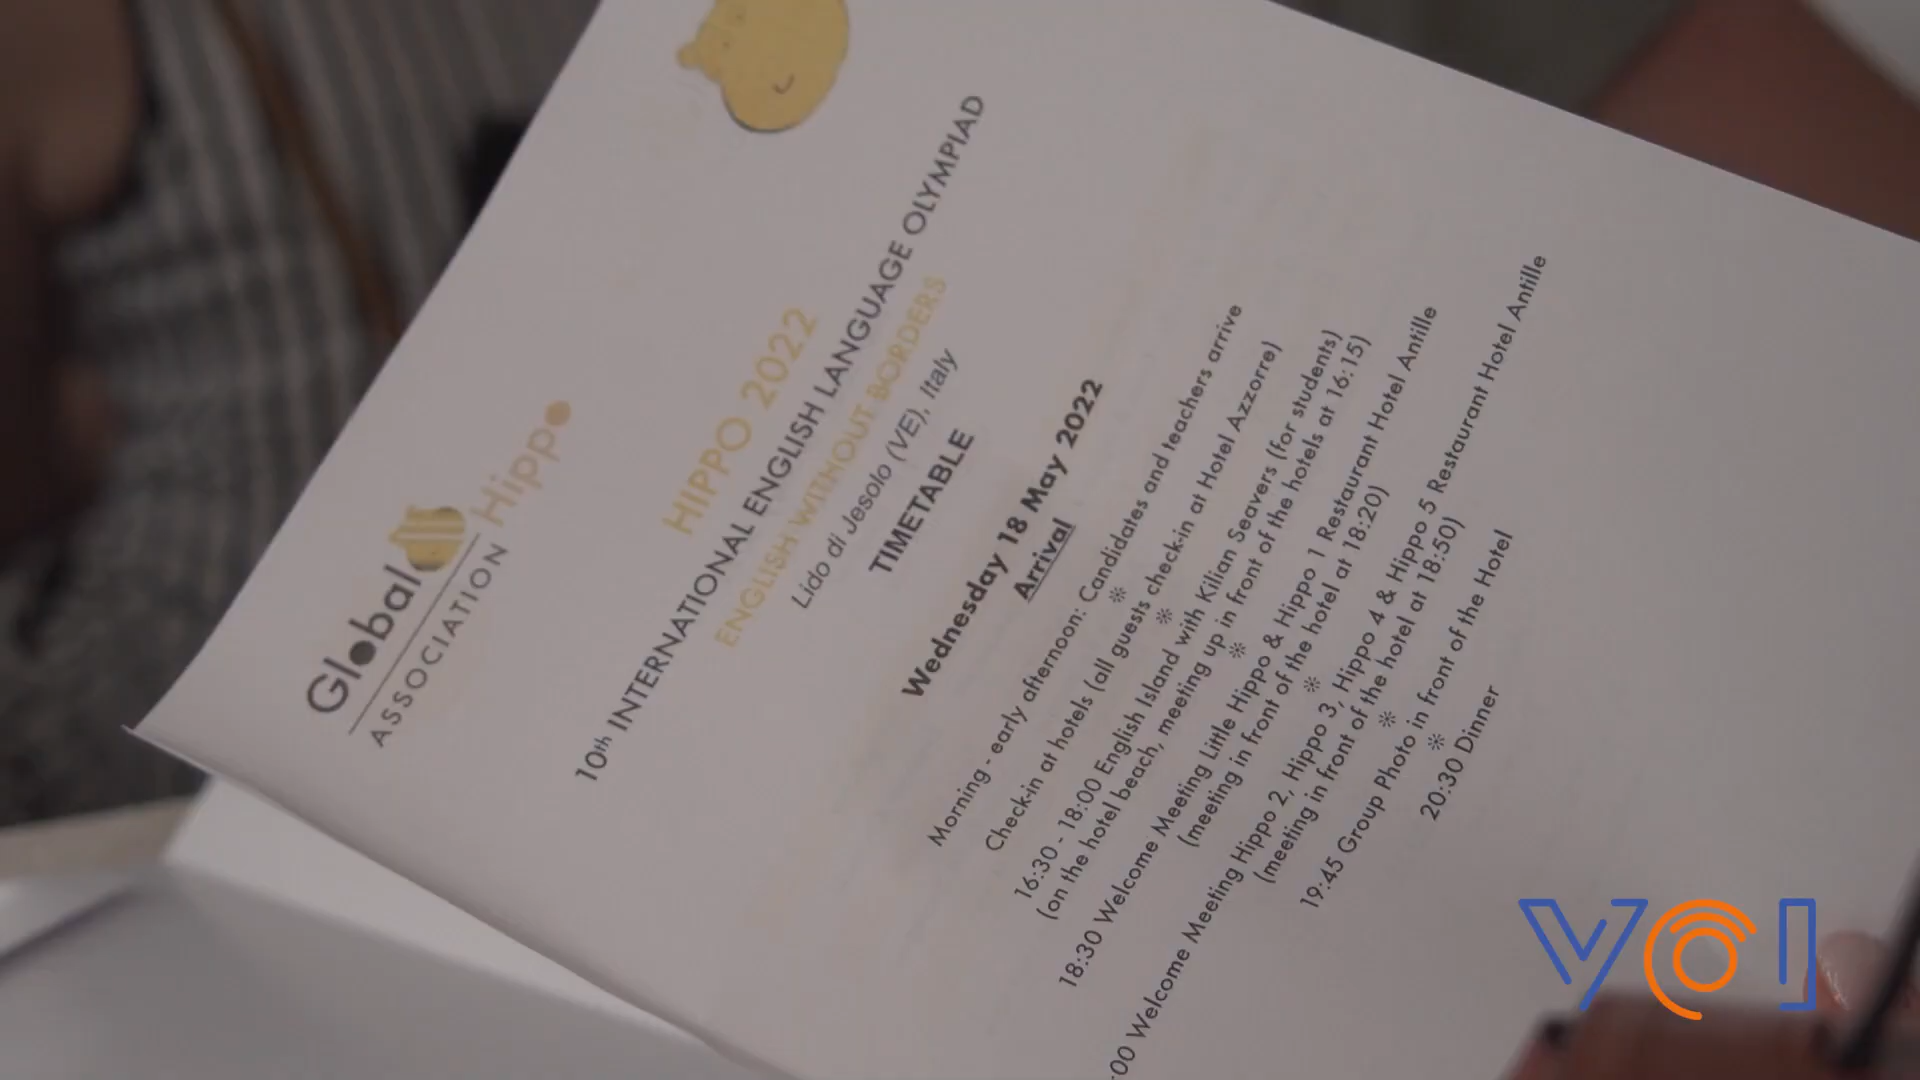 Global Hippo
ASSOCIATION
HIPPO 2022
10th INTERNATIONAL ENGLISH LANGUAGE OLYMPIAD
ENGLISH WITHOUT BORDERS
Lido di Jesolo (VE), Italy
TIMETABLE
Wednesday 18 May 2022
Arrival
Morning - early afternoon: Candidates and teachers arrive
Check-in at hotels (all guests check-in at Hotel Azzorre)
16:30 - 18:00 English Island with Kilian Seavers (for students)
(on the hotel beach, meeting up in front of the hotels at 16:15)
18:30 Welcome Meeting Little Hippo & Hippo 1 Restaurant Hotel Antille
(meeting in front of the hotel at 18:20)
:00 Welcome Meeting Hippo 2, Hippo 3, Hippo 4 & Hippo 5 Restaurant Hotel Antille
(meeting in front of the hotel at 18:50)
19:45 Group Photo in front of the Hotel
20:30 Dinner
YOI